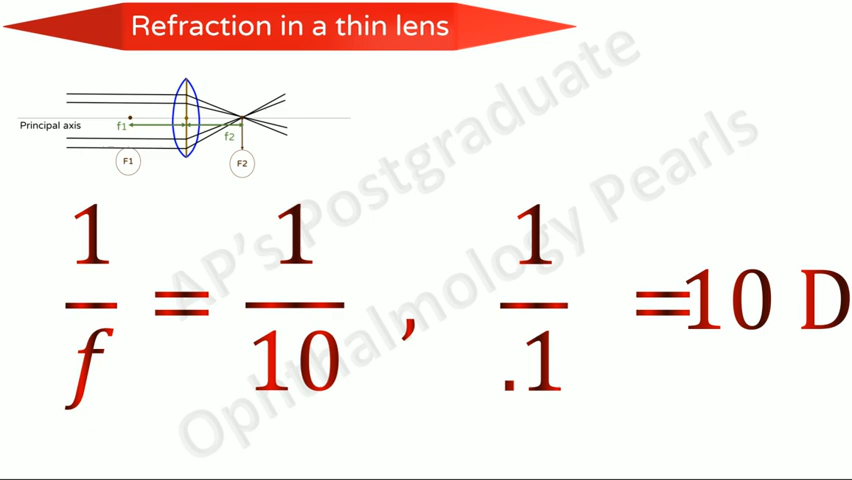 Refraction in a thin lens
Principal axis
f1
f2
F1
F2
1/f = 1/10 , 1/.1 =10 D
AP's Postgraduate
Ophthalmology Pearls